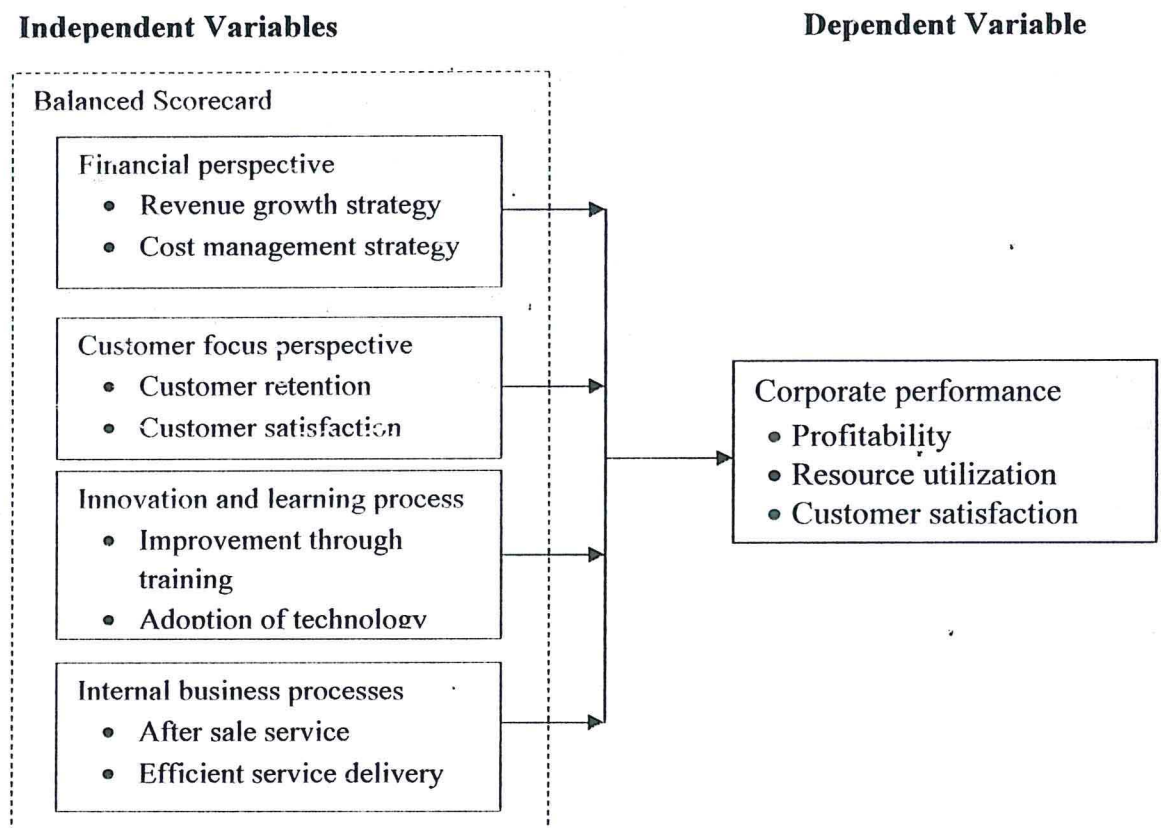 Independent Variables
Dependent Variable
Balanced Scorecard
Financial perspective
• Revenue growth strategy
• Cost management strategy
Customer focus perspective
• Customer retention
• Customer satisfaction
Innovation and learning process
• Improvement through
training
• Adoption of technology
Internal business processes
• After sale service
• Efficient service delivery
Corporate performance
• Profitability
• Resource utilization
• Customer satisfaction